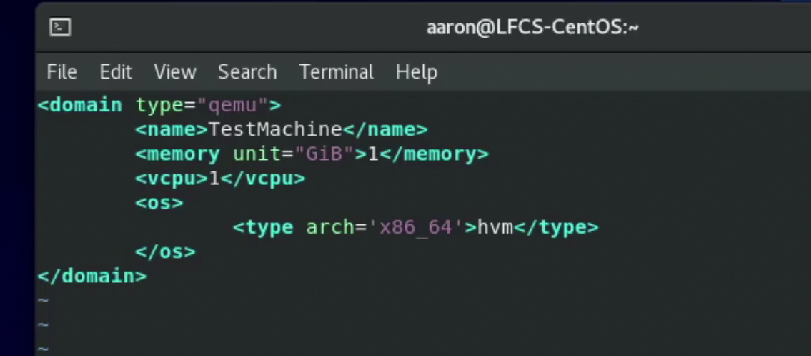 aaron@LFCS-CentOS:~
File Edit View Search Terminal Help
<domain type="qemu">
        <name>TestMachine</name>
        <memory unit="GiB">1</memory>
        <vcpu>1</vcpu>
        <os>
                <type arch='x86_64'>hvm</type>
        </os>
</domain>
~
~
~